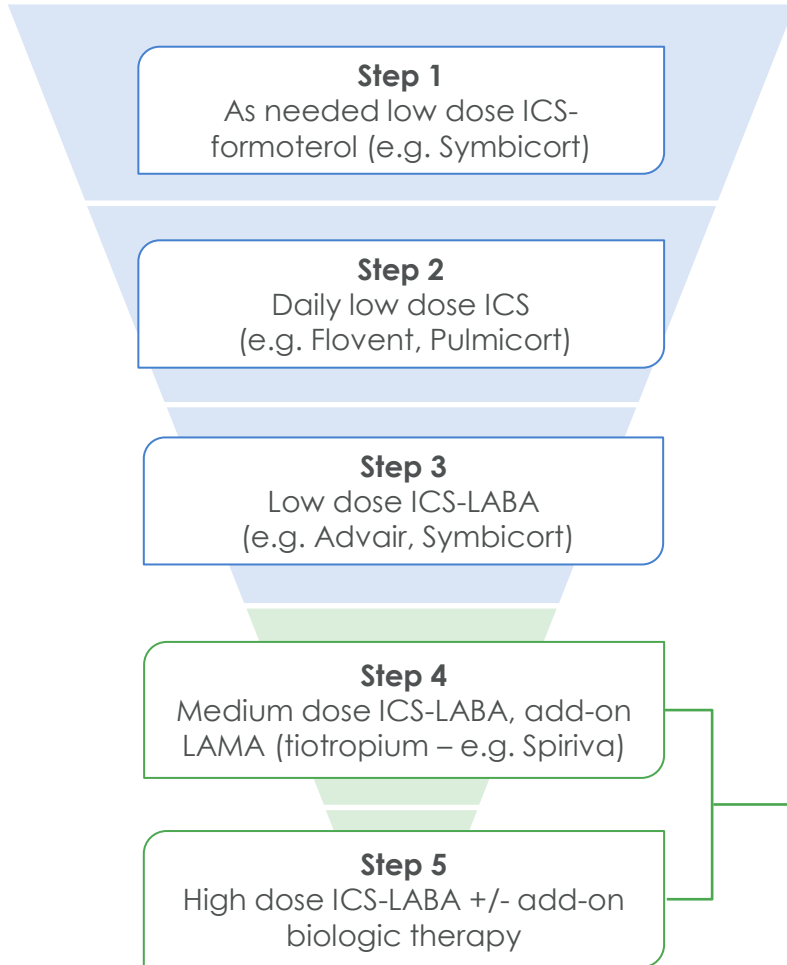 Step 1
As needed low dose ICS-
formoterol (e.g. Symbicort)
Step 2
Daily low dose ICS
(e.g. Flovent, Pulmicort)
Step 3
Low dose ICS-LABA
(e.g. Advair, Symbicort)
Step 4
Medium dose ICS-LABA, add-on
LAMA (tiotropium – e.g. Spiriva)
Step 5
High dose ICS-LABA +/- add-on
biologic therapy